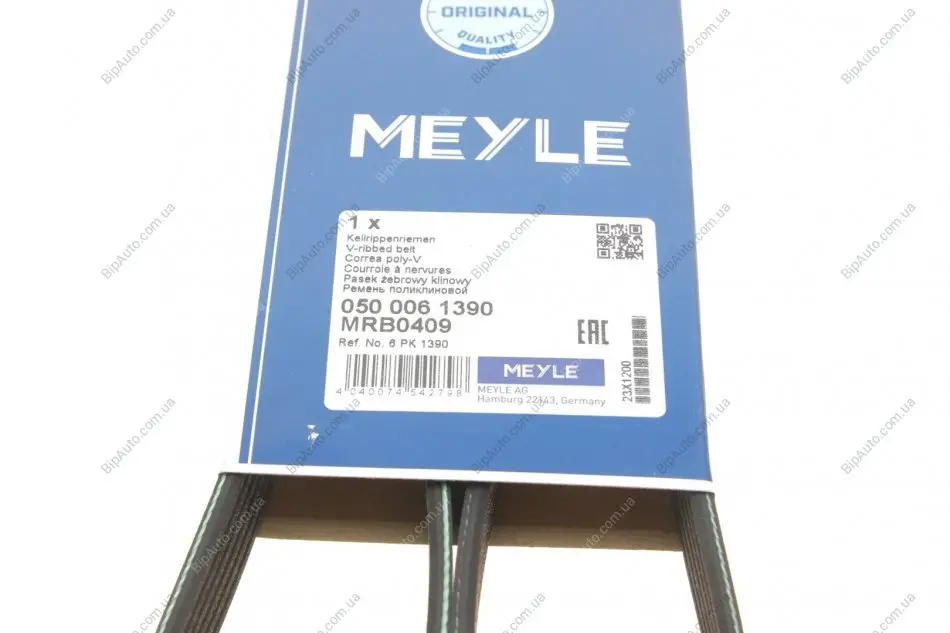 ORIGINAL
QUALITY
MEYLE
1 x
Keilrippenriemen
V-ribbed belt
Correa poly-V
Courroie à nervures
Pasek żebrowy klinowy
Ремень поликлиновой
050 006 1390
MRB0409
Ref. No. 6 PK 1390
EAC
MEYLE
4 040074 542798
MEYLE AG
Hamburg 22143, Germany
23X1200
BipAuto.com.ua